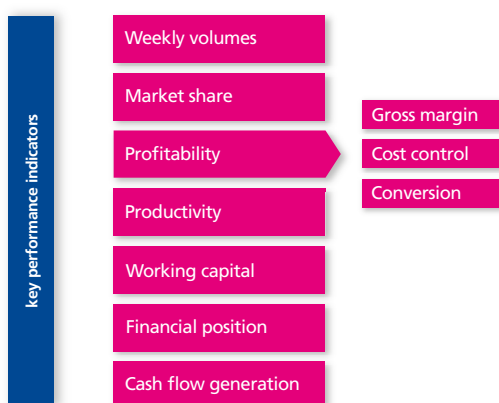 key performance indicators
Weekly volumes
Market share
Profitability
Gross margin
Cost control
Conversion
Productivity
Working capital
Financial position
Cash flow generation